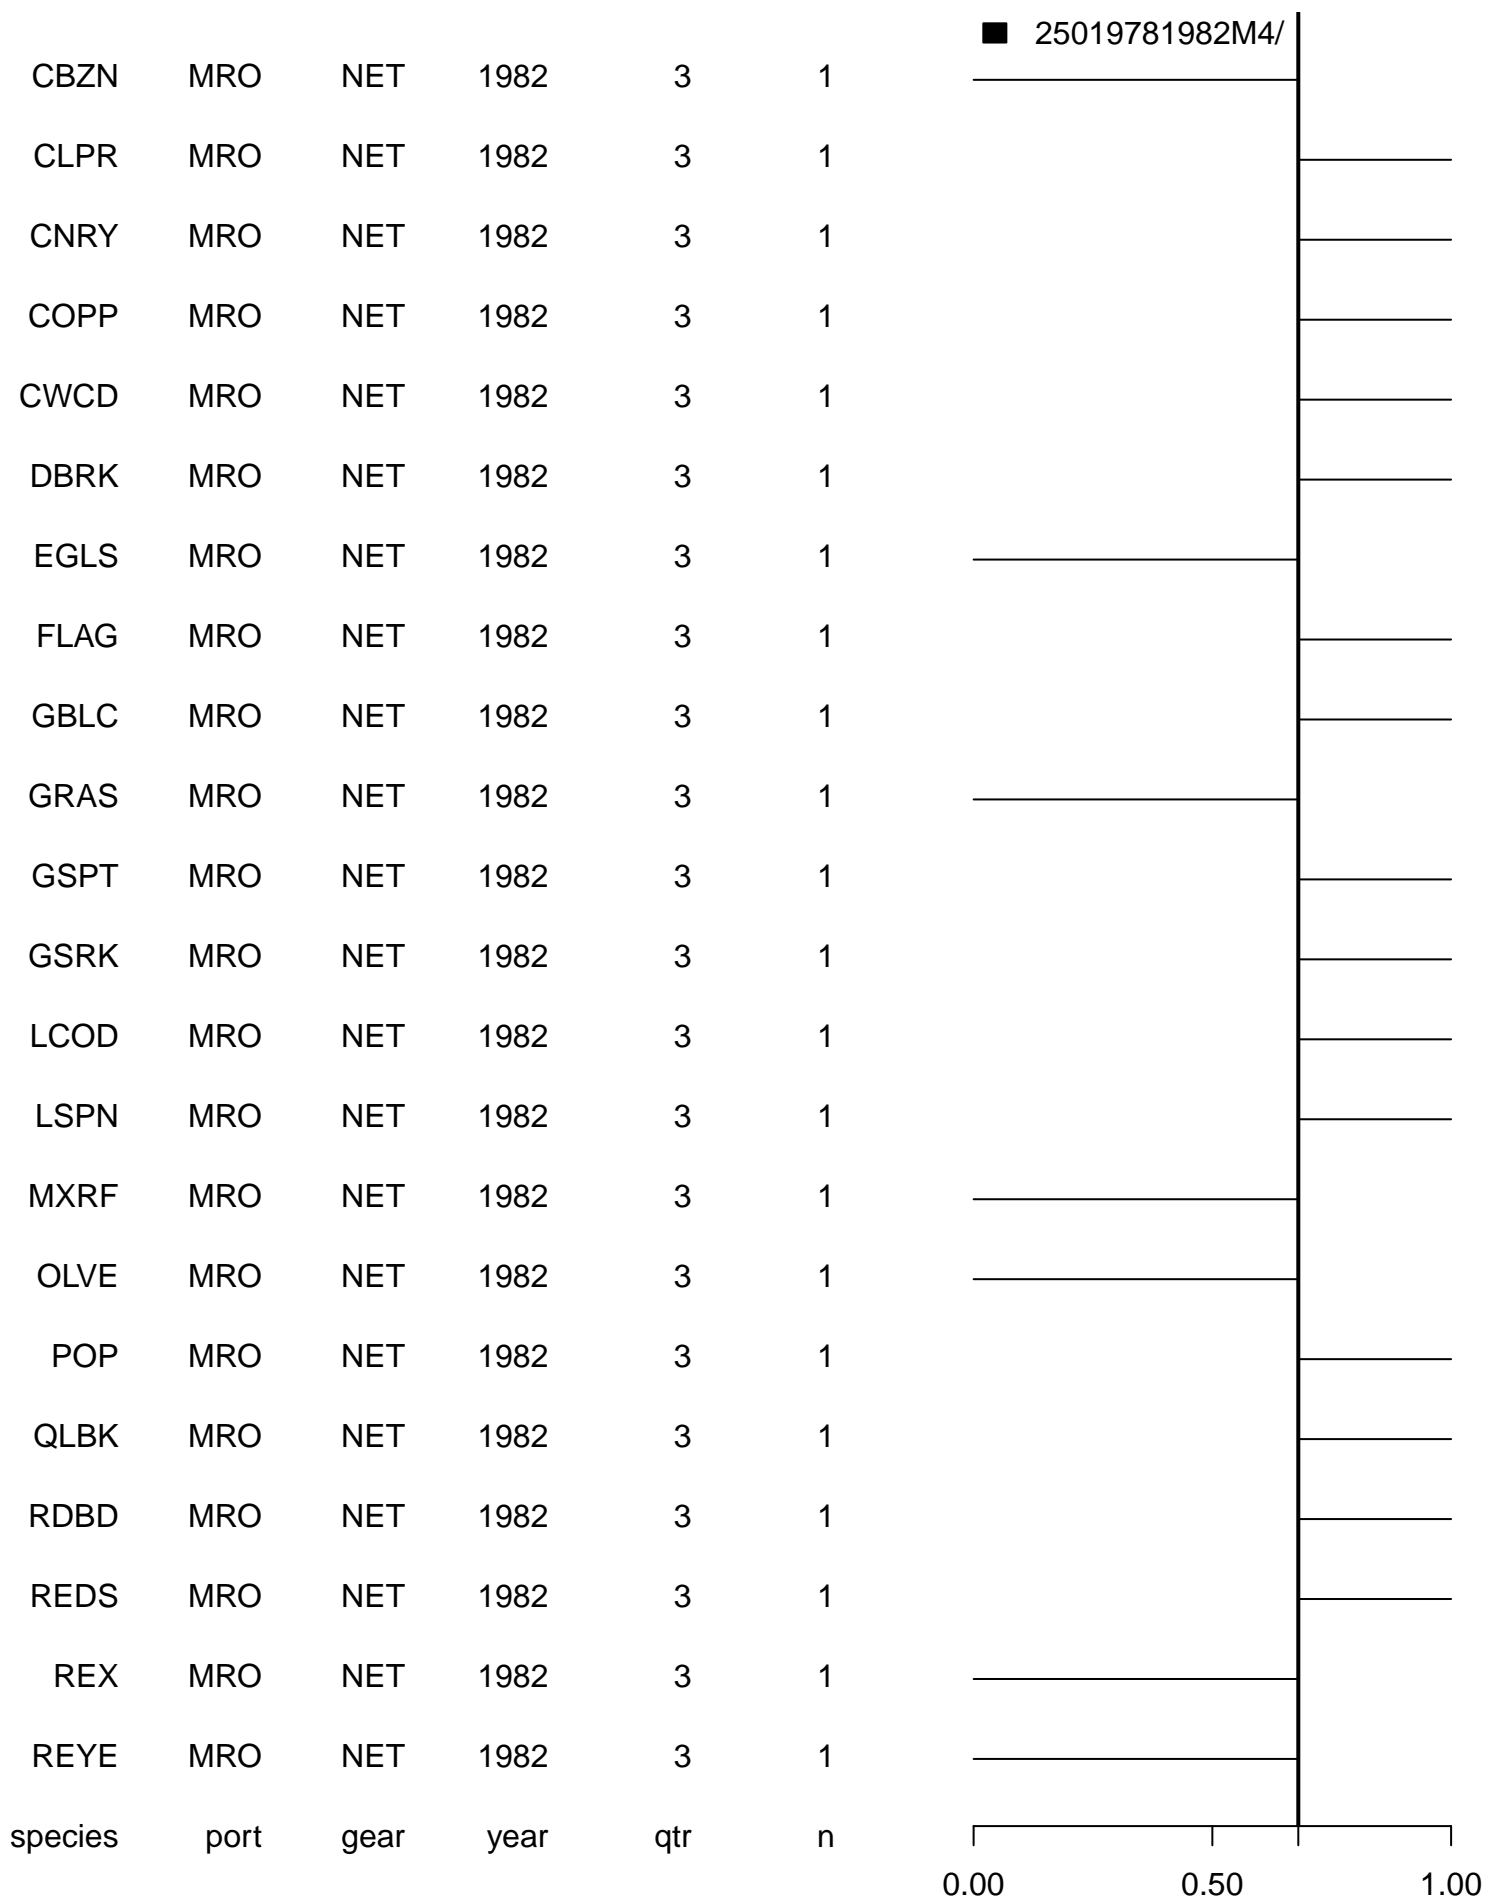 25019781982M4/
CBZN MRO NET 1982 3 1
CLPR MRO NET 1982 3 1
CNRY MRO NET 1982 3 1
COPP MRO NET 1982 3 1
CWCD MRO NET 1982 3 1
DBRK MRO NET 1982 3 1
EGLS MRO NET 1982 3 1
FLAG MRO NET 1982 3 1
GBLC MRO NET 1982 3 1
GRAS MRO NET 1982 3 1
GSPT MRO NET 1982 3 1
GSRK MRO NET 1982 3 1
LCOD MRO NET 1982 3 1
LSPN MRO NET 1982 3 1
MXRF MRO NET 1982 3 1
OLVE MRO NET 1982 3 1
POP MRO NET 1982 3 1
QLBK MRO NET 1982 3 1
RDBD MRO NET 1982 3 1
REDS MRO NET 1982 3 1
REX MRO NET 1982 3 1
REYE MRO NET 1982 3 1
species port gear year qtr n
0.00 0.50 1.00